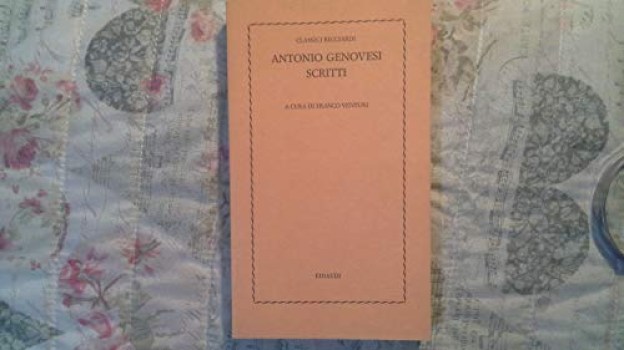 CLASSICI RICCIARDI
ANTONIO GENOVESI
SCRITTI
A CURA DI FRANCO VENTURI
EINAUDI